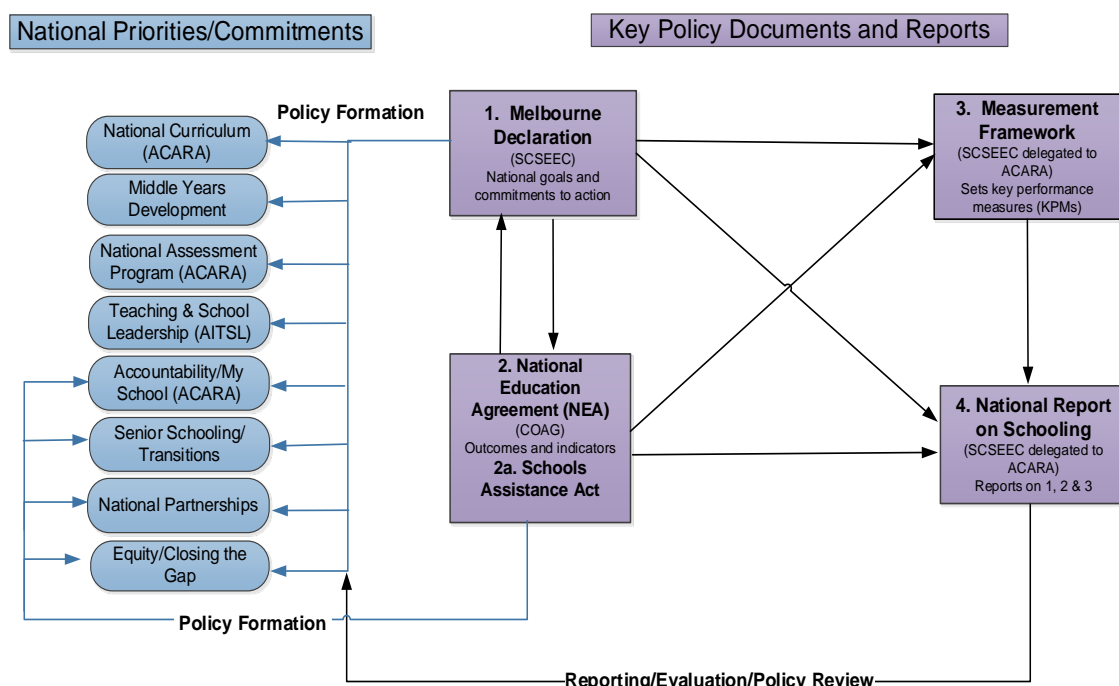 National Priorities/Commitments
Key Policy Documents and Reports
Policy Formation
National Curriculum
(ACARA)
Middle Years
Development
National Assessment
Program (ACARA)
Teaching & School
Leadership (AITSL)
Accountability/My
School (ACARA)
Senior Schooling/
Transitions
National Partnerships
Equity/Closing the
Gap
Policy Formation
1. Melbourne
Declaration
(SCSEEC)
National goals and
commitments to action
2. National
Education
Agreement (NEA)
(COAG)
Outcomes and indicators
2a. Schools
Assistance Act
3. Measurement
Framework
(SCSEEC delegated to
ACARA)
Sets key performance
measures (KPMs)
4. National Report
on Schooling
(SCSEEC delegated to
ACARA)
Reports on 1, 2 & 3
Reporting/Evaluation/Policy Review